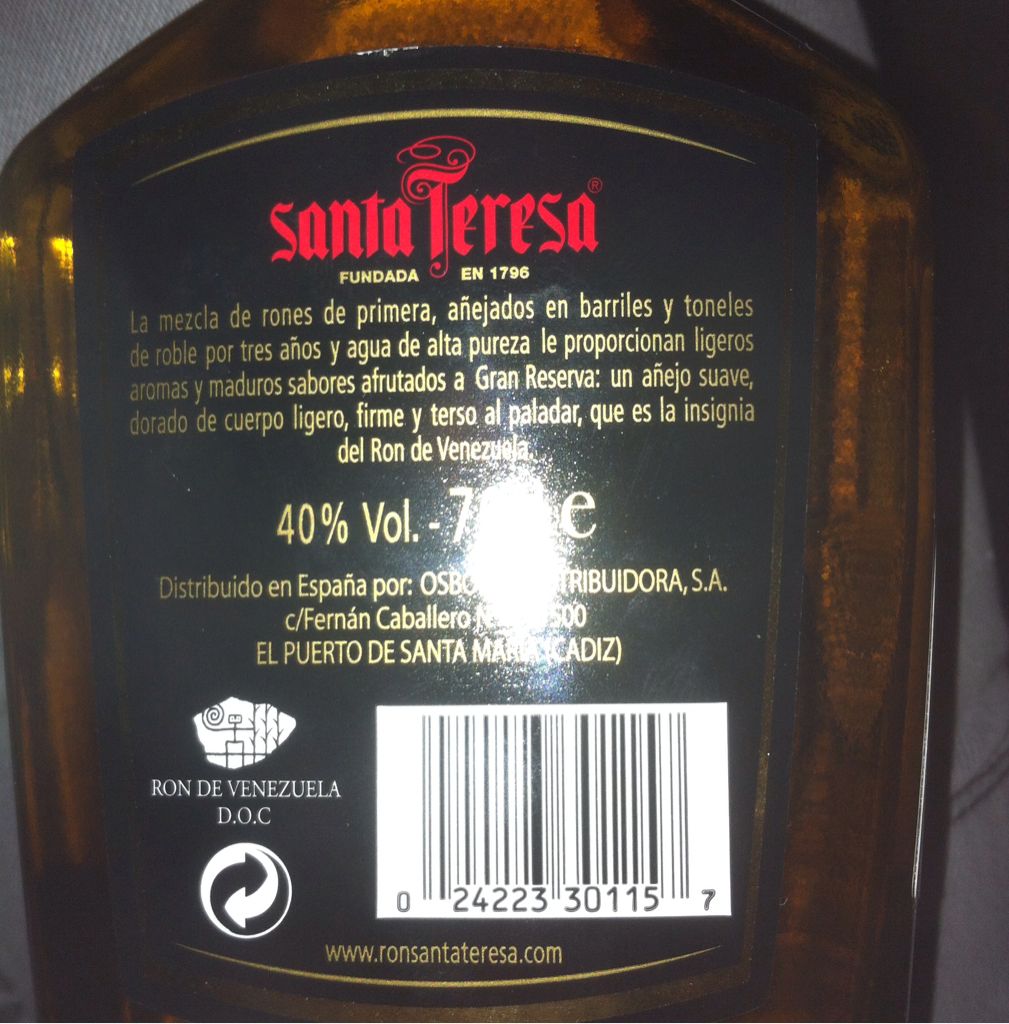 Santa Teresa®
FUNDADA EN 1796
La mezcla de rones de primera, añejados en barriles y toneles
de roble por tres años y agua de alta pureza le proporcionan ligeros
aromas y maduros sabores afrutados a Gran Reserva: un añejo suave,
dorado de cuerpo ligero, firme y terso al paladar, que es la insignia
del Ron de Venezuela.
40% Vol. - e
Distribuido en España por: S.A.
c/Fernán Caballero
EL PUERTO DE SANTA MARÍA (CADIZ)
RON DE VENEZUELA
D.O.C
0 24223 30115 7
www.ronsantateresa.com